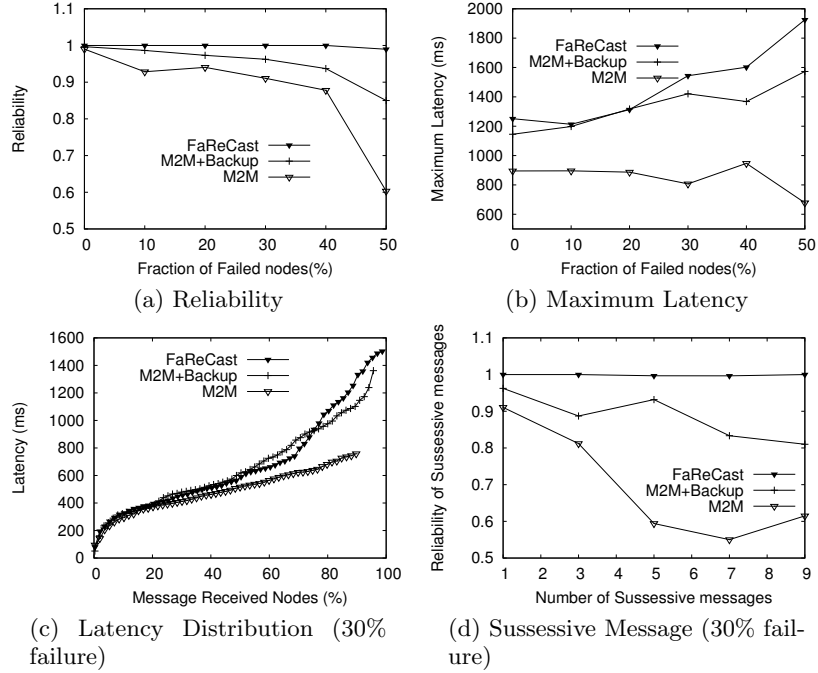 1.1
1
0.9
0.8
0.7
0.6
0.5
Reliability
FaReCast
M2M+Backup
M2M
0 10 20 30 40 50
Fraction of Failed nodes(%)
(a) Reliability
2000
1800
1600
1400
1200
1000
800
600
Maximum Latency (ms)
FaReCast
M2M+Backup
M2M
0 10 20 30 40 50
Fraction of Failed nodes(%)
(b) Maximum Latency
1600
1400
1200
1000
800
600
400
200
0
Latency (ms)
FaReCast
M2M+Backup
M2M
0 20 40 60 80 100
Message Received Nodes (%)
(c) Latency Distribution (30%
failure)
1.1
1
0.9
0.8
0.7
0.6
0.5
Reliability of Sussessive messages
FaReCast
M2M+Backup
M2M
1 2 3 4 5 6 7 8 9
Number of Sussessive messages
(d) Sussessive Message (30% fail-
ure)